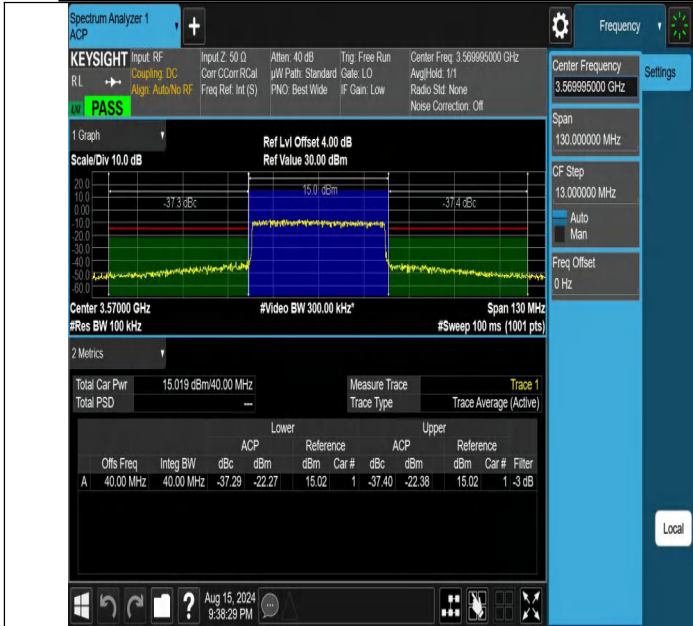 Spectrum Analyzer 1
ACP
Frequency
KEYSIGHT
RL
PASS
Input: RF
Coupling: DC
Align: Auto/No RF
Input Z: 50 Ω
Corr CCorr RCal
Freq Ref: Int (S)
Atten: 40 dB
µW Path: Standard
PNO: Best Wide
Trig: Free Run
Gate: LO
IF Gain: Low
Center Freq: 3.569995000 GHz
Avg|Hold: 1/1
Radio Std: None
Noise Correction: Off
Center Frequency
3.569995000 GHz
Settings
Span
130.000000 MHz
CF Step
13.000000 MHz
Auto
Man
Freq Offset
0 Hz
Local
1 Graph
Scale/Div 10.0 dB
Ref Lvl Offset 4.00 dB
Ref Value 30.00 dBm
20.0
10.0
0.00
-10.0
-20.0
-30.0
-40.0
-50.0
-60.0
-37.3 dBc
15.0 dBm
-37.4 dBc
Center 3.57000 GHz #Video BW 300.00 kHz* Span 130 MHz
#Res BW 100 kHz #Sweep 100 ms (1001 pts)
2 Metrics
Total Car Pwr 15.019 dBm/40.00 MHz Measure Trace Trace 1
Total PSD --- Trace Type Trace Average (Active)
Lower Upper
ACP Reference ACP Reference
Offs Freq Integ BW dBc dBm dBm Car # dBc dBm dBm Car # Filter
A 40.00 MHz 40.00 MHz -37.29 -22.27 15.02 1 -37.40 -22.38 15.02 1 -3 dB
?
Aug 15, 2024
9:38:29 PM